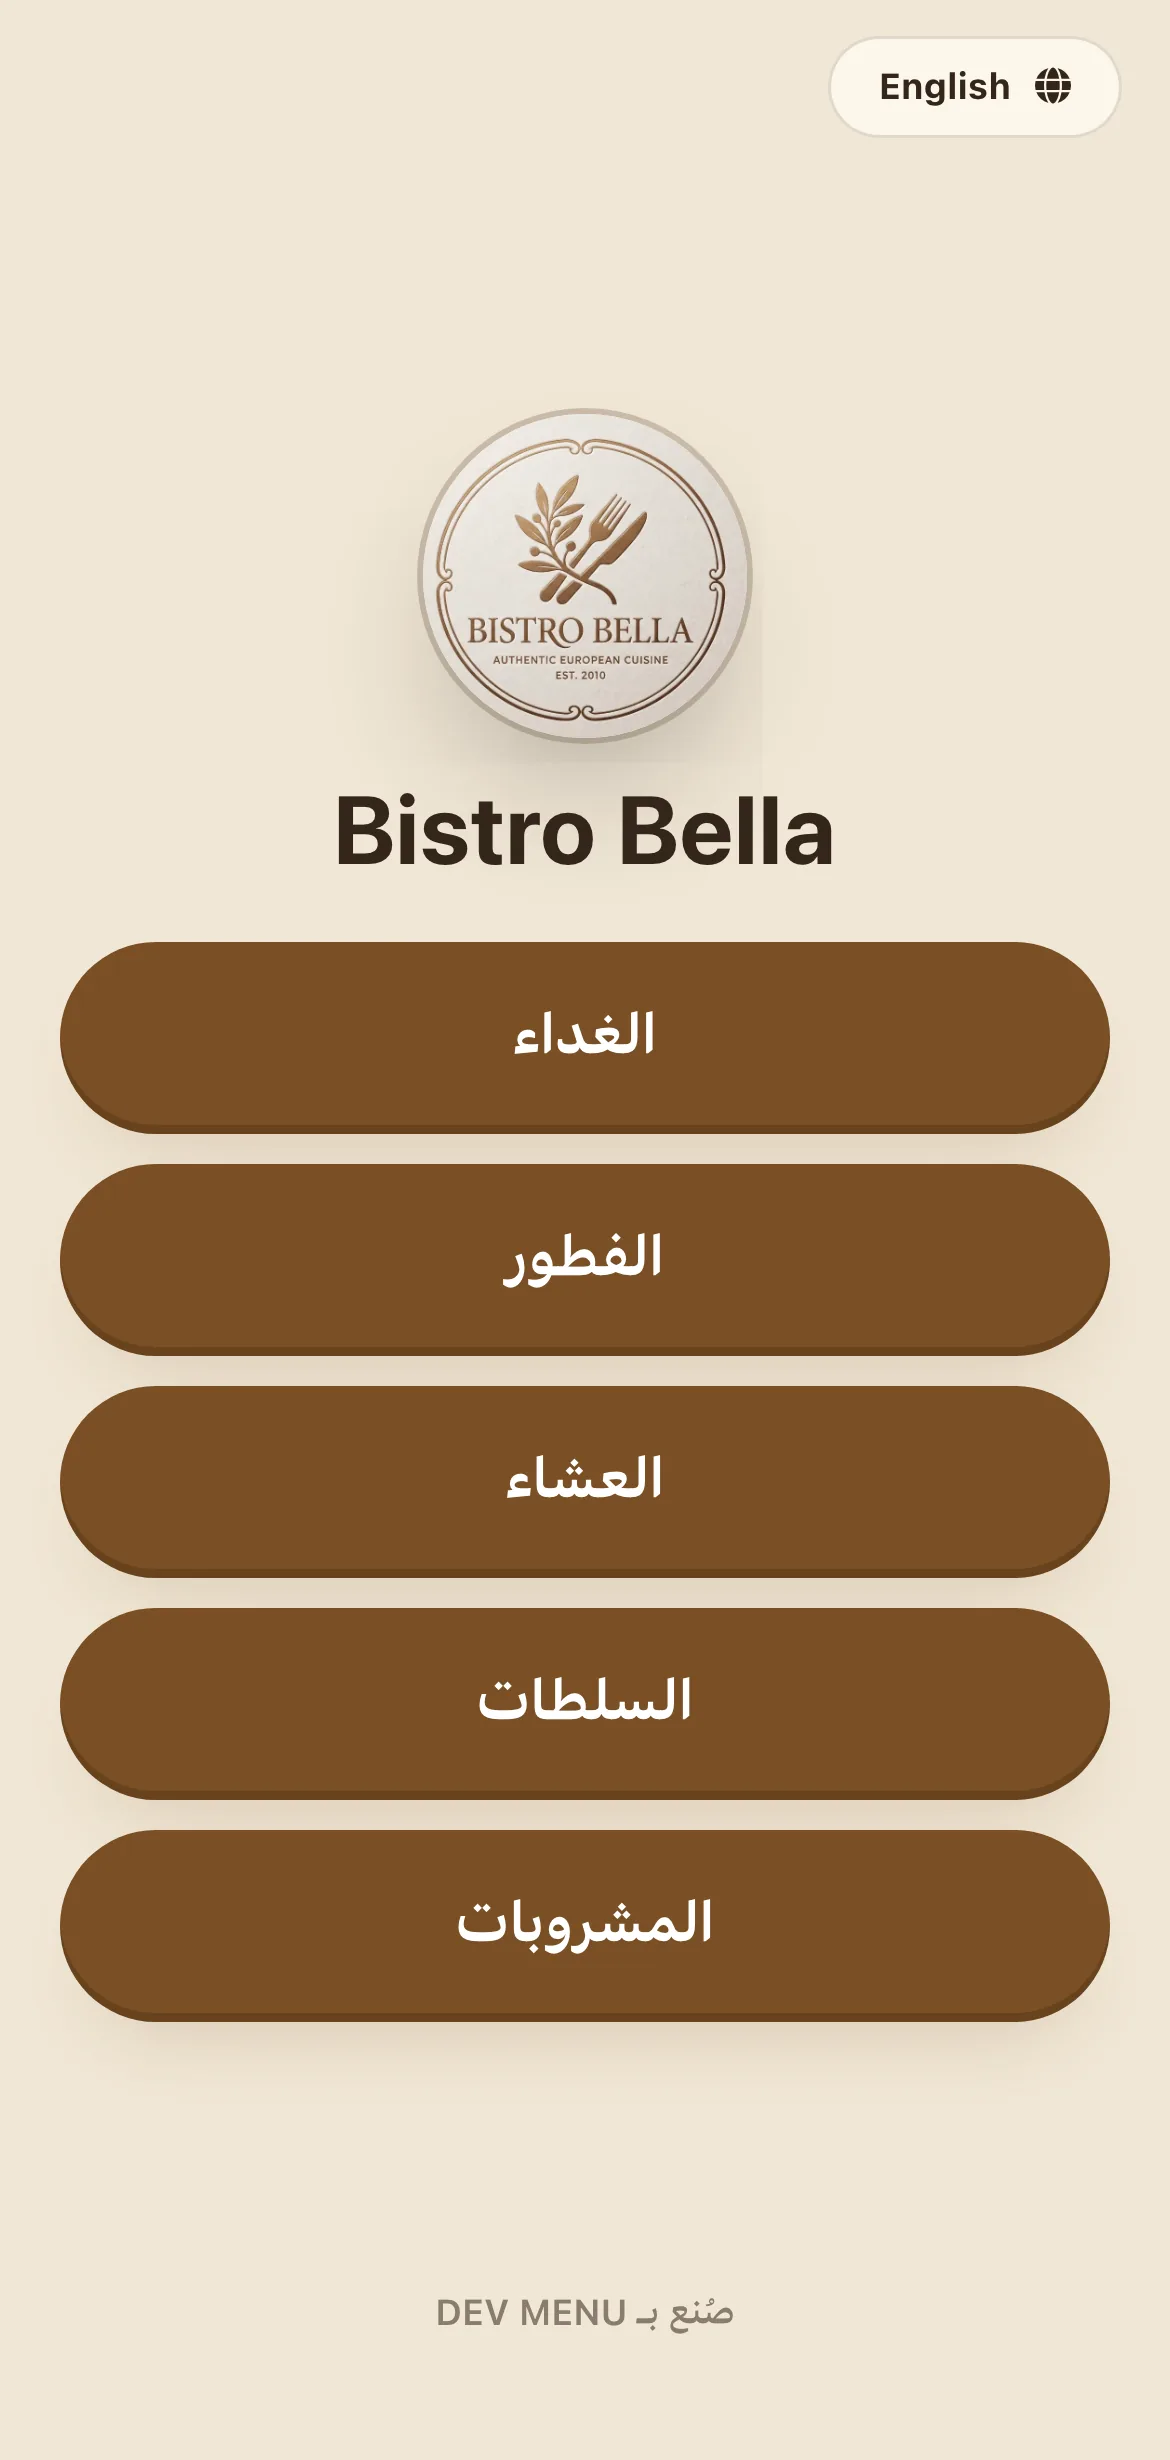 English
BISTRO BELLA
AUTHENTIC EUROPEAN CUISINE
EST. 2010
Bistro Bella
الغداء
الفطور
العشاء
السلطات
المشروبات
صُنع بـ DEV MENU